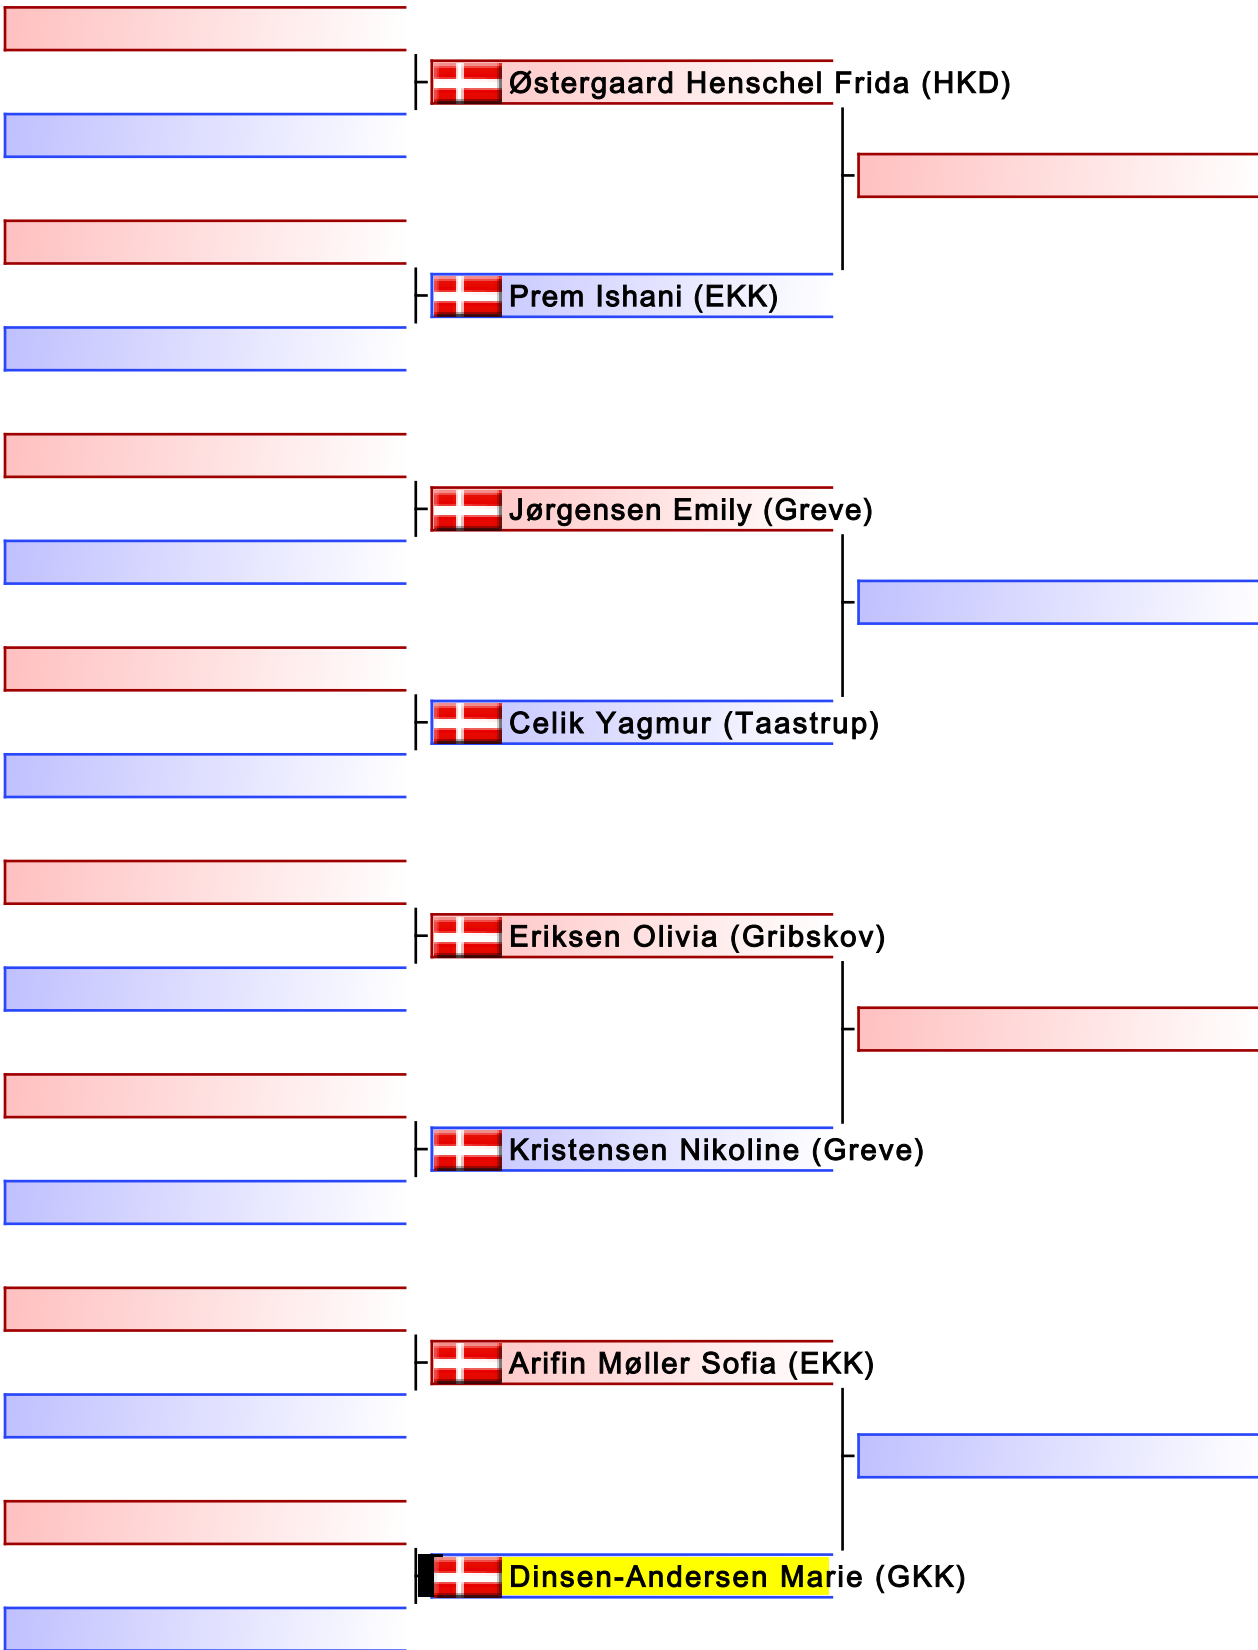 Østergaard Henschel Frida (HKD)
Prem Ishani (EKK)
Jørgensen Emily (Greve)
Celik Yagmur (Taastrup)
Eriksen Olivia (Gribskov)
Kristensen Nikoline (Greve)
Arifin Møller Sofia (EKK)
Dinsen-Andersen Marie (GKK)